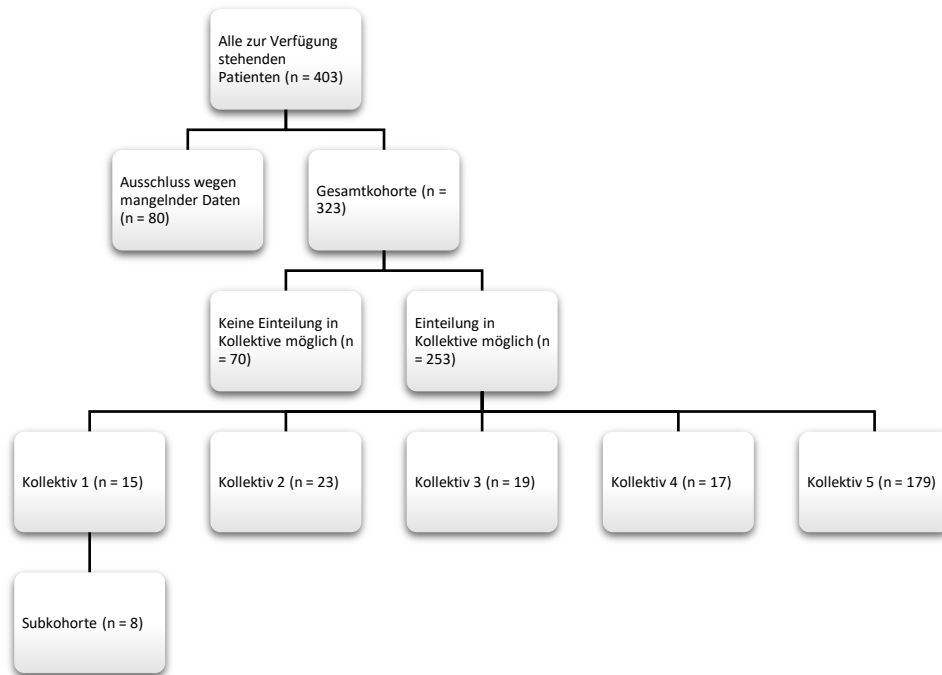 Alle zur Verfügung
stehenden
Patienten (n = 403)
Ausschluss wegen
mangelnder Daten
(n = 80)
Gesamtkohorte (n =
323)
Keine Einteilung in
Kollektive möglich (n
= 70)
Einteilung in
Kollektive möglich (n
= 253)
Kollektiv 1 (n = 15)
Kollektiv 2 (n = 23)
Kollektiv 3 (n = 19)
Kollektiv 4 (n = 17)
Kollektiv 5 (n = 179)
Subkohorte (n = 8)